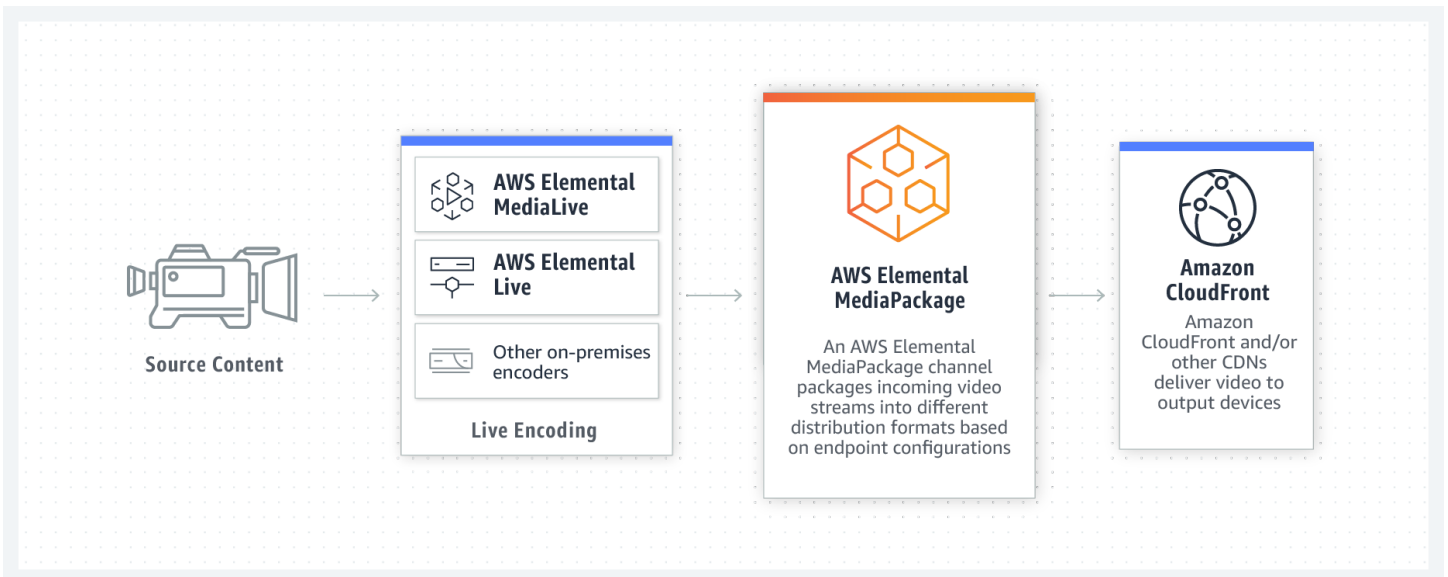 Source Content
AWS Elemental
MediaLive
AWS Elemental
Live
Other on-premises
encoders
Live Encoding
AWS Elemental
MediaPackage
An AWS Elemental
MediaPackage channel
packages incoming video
streams into different
distribution formats based
on endpoint configurations
Amazon
CloudFront
Amazon
CloudFront and/or
other CDNs
deliver video to
output devices